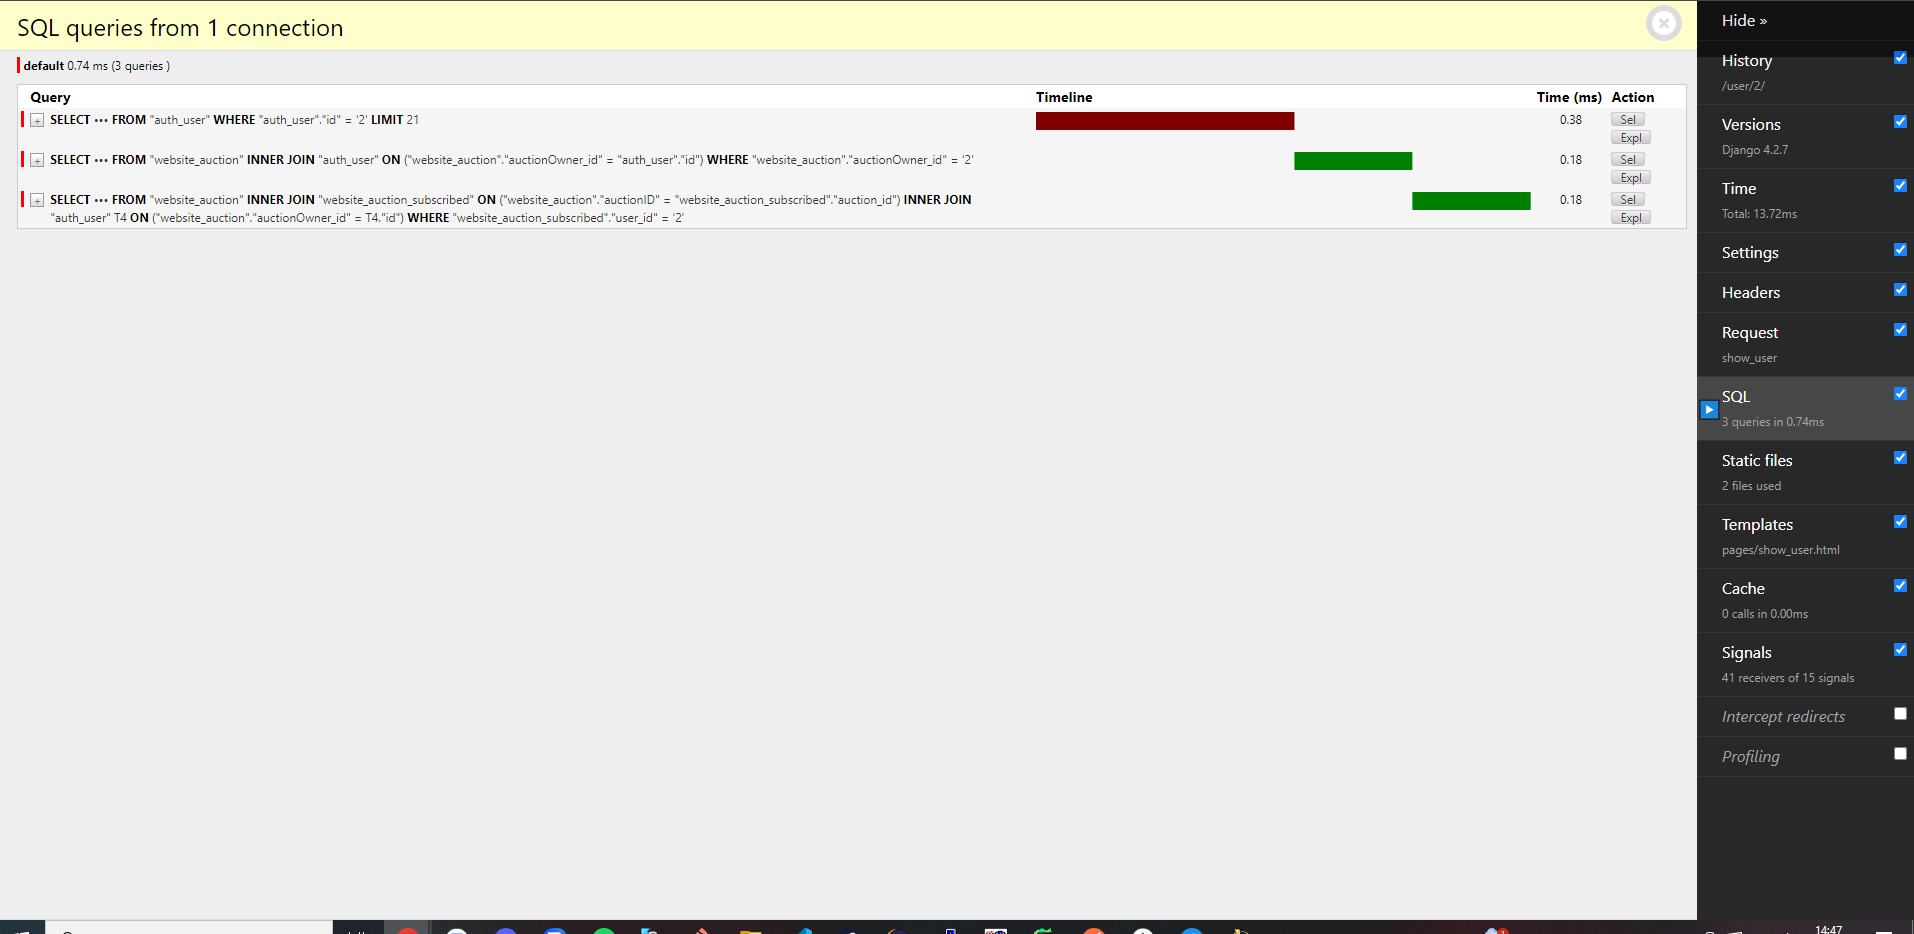 SQL queries from 1 connection
default 0.74 ms (3 queries )
Query Timeline Time (ms) Action
+ SELECT ••• FROM "auth_user" WHERE "auth_user"."id" = '2' LIMIT 21 0.38 Sel
Expl
+ SELECT ••• FROM "website_auction" INNER JOIN "auth_user" ON ("website_auction"."auctionOwner_id" = "auth_user"."id") WHERE "website_auction"."auctionOwner_id" = '2' 0.18 Sel
Expl
+ SELECT ••• FROM "website_auction" INNER JOIN "website_auction_subscribed" ON ("website_auction"."auctionID" = "website_auction_subscribed"."auction_id") INNER JOIN 0.18 Sel
"auth_user" T4 ON ("website_auction"."auctionOwner_id" = T4."id") WHERE "website_auction_subscribed"."user_id" = '2' Expl
Hide »
History
/user/2/
Versions
Django 4.2.7
Time
Total: 13.72ms
Settings
Headers
Request
show_user
SQL
3 queries in 0.74ms
Static files
2 files used
Templates
pages/show_user.html
Cache
0 calls in 0.00ms
Signals
41 receivers of 15 signals
Intercept redirects
Profiling
14:47